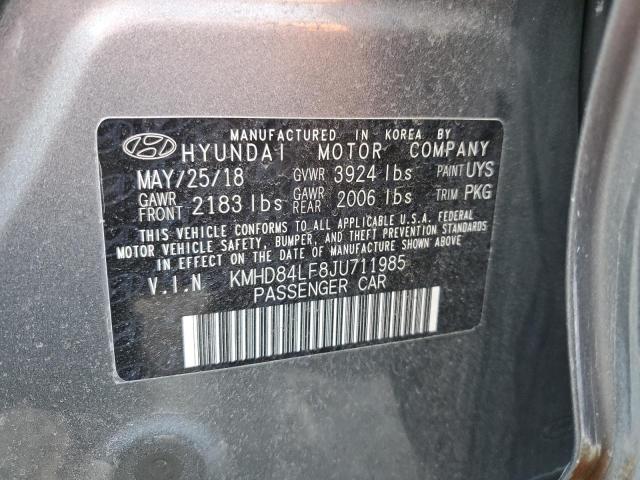 MANUFACTURED IN KOREA BY
HYUNDAI MOTOR COMPANY
MAY/25/18 GVWR 3924 lbs PAINT UYS
GAWR FRONT 2183 lbs GAWR REAR 2006 lbs TRIM PKG
THIS VEHICLE CONFORMS TO ALL APPLICABLE U.S.A. FEDERAL
MOTOR VEHICLE SAFETY, BUMPER, AND THEFT PREVENTION STANDARDS
IN EFFECT ON THE DATE OF MANUFACTURE SHOWN ABOVE.
V.I.N KMHD84LF8JU711985
PASSENGER CAR